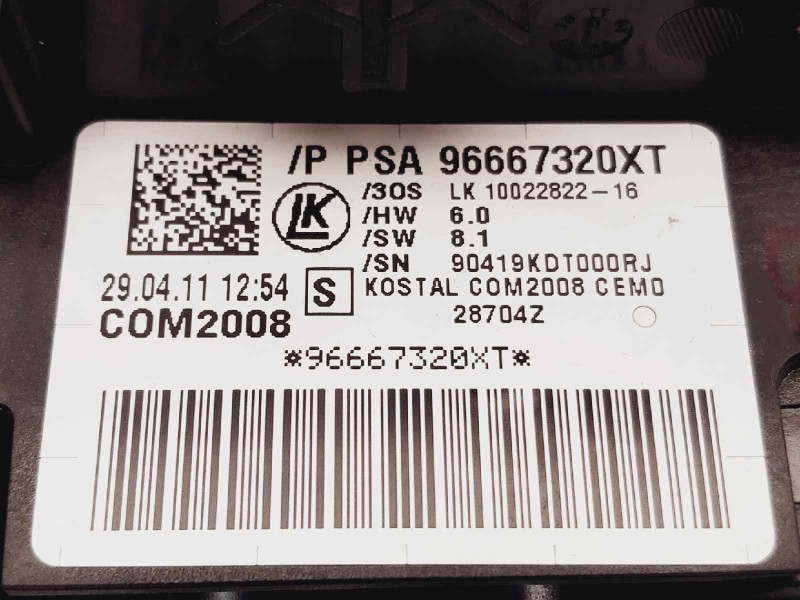 /P PSA 96667320XT
/3OS LK 10022822-16
LK
/HW 6.0
/SW 8.1
/SN 90419KDT000RJ
29.04.11 12:54 S KOSTAL COM2008 CEM0
COM2008 28704Z
*96667320XT*